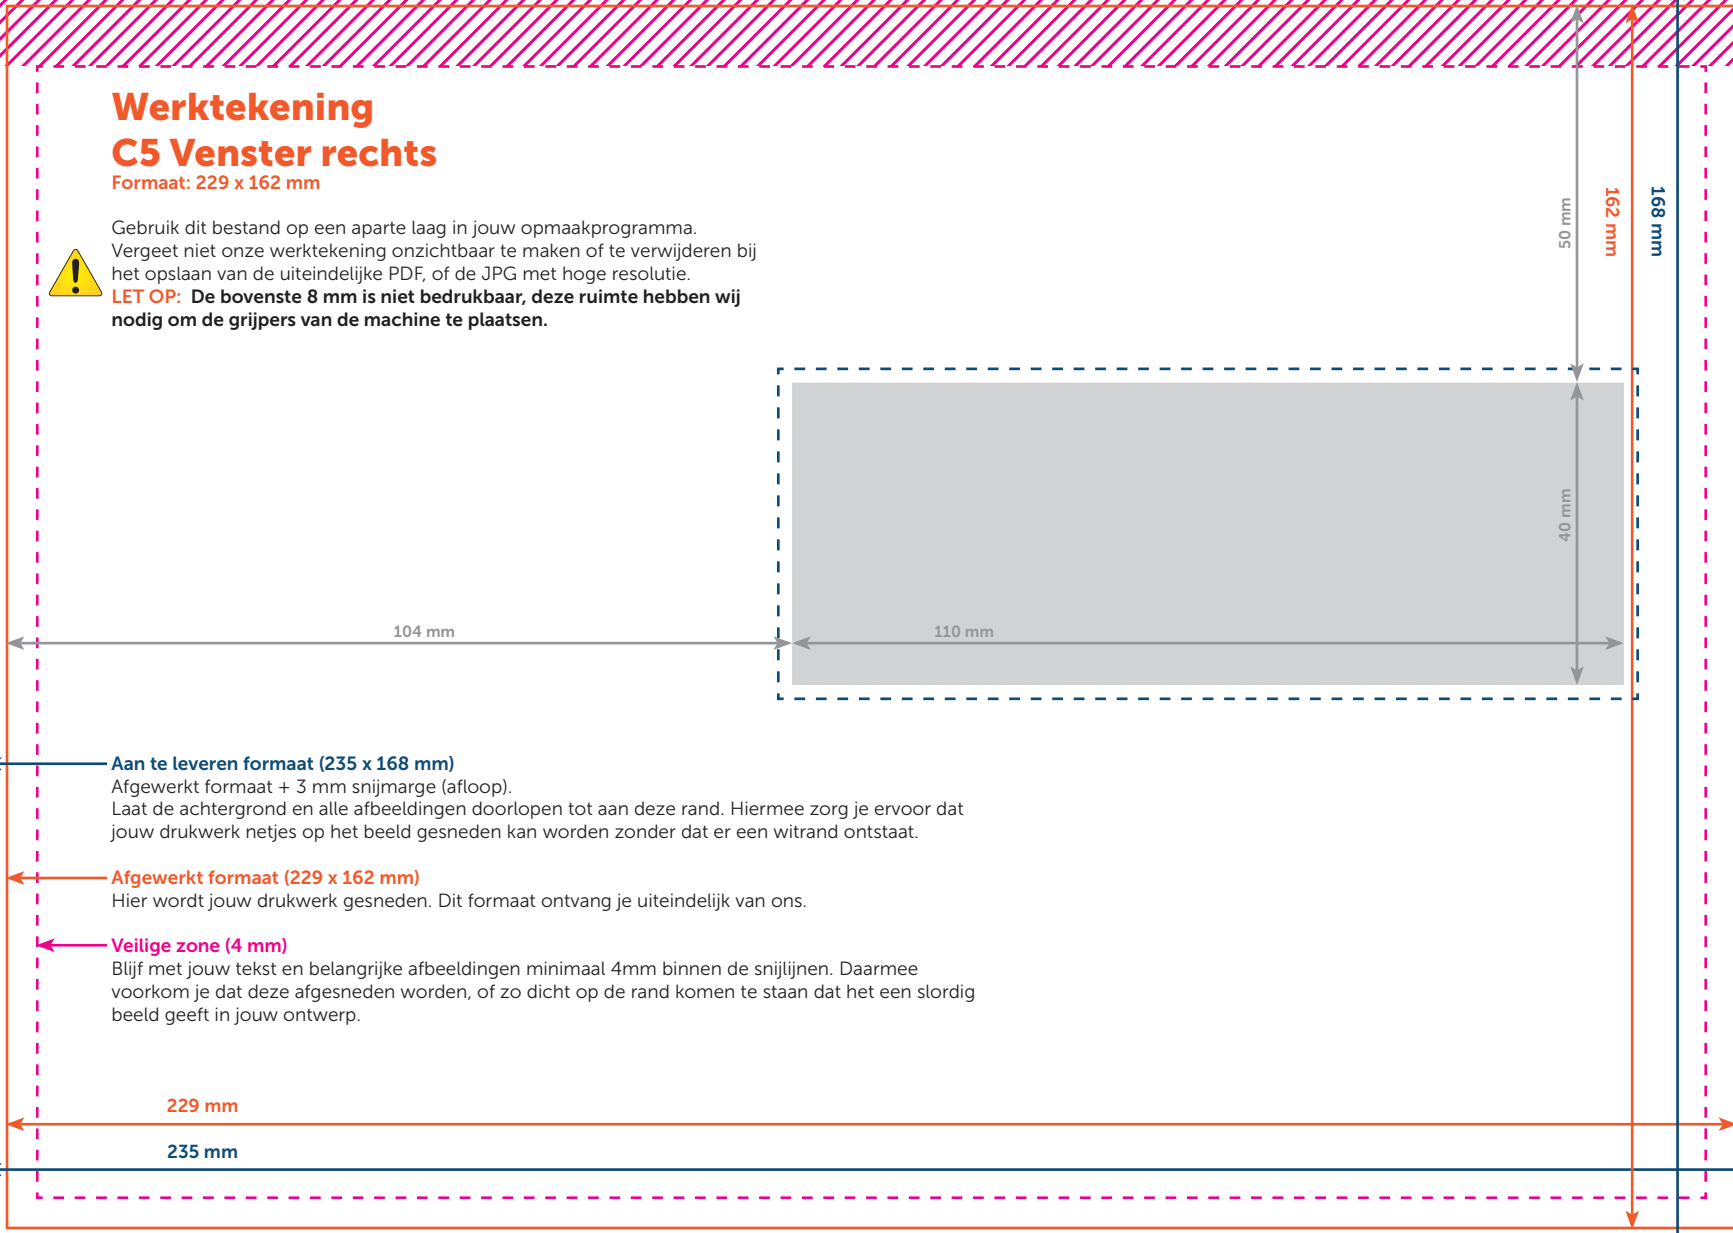 Werktekening
C5 Venster rechts
Formaat: 229 x 162 mm
Gebruik dit bestand op een aparte laag in jouw opmaakprogramma.
Vergeet niet onze werktekening onzichtbaar te maken of te verwijderen bij
het opslaan van de uiteindelijke PDF, of de JPG met hoge resolutie.
LET OP: De bovenste 8 mm is niet bedrukbaar, deze ruimte hebben wij
nodig om de grijpers van de machine te plaatsen.
50 mm
162 mm
168 mm
40 mm
104 mm
110 mm
Aan te leveren formaat (235 x 168 mm)
Afgewerkt formaat + 3 mm snijmarge (afloop).
Laat de achtergrond en alle afbeeldingen doorlopen tot aan deze rand. Hiermee zorg je ervoor dat
jouw drukwerk netjes op het beeld gesneden kan worden zonder dat er een witrand ontstaat.
Afgewerkt formaat (229 x 162 mm)
Hier wordt jouw drukwerk gesneden. Dit formaat ontvang je uiteindelijk van ons.
Veilige zone (4 mm)
Blijf met jouw tekst en belangrijke afbeeldingen minimaal 4mm binnen de snijlijnen. Daarmee
voorkom je dat deze afgesneden worden, of zo dicht op de rand komen te staan dat het een slordig
beeld geeft in jouw ontwerp.
229 mm
235 mm